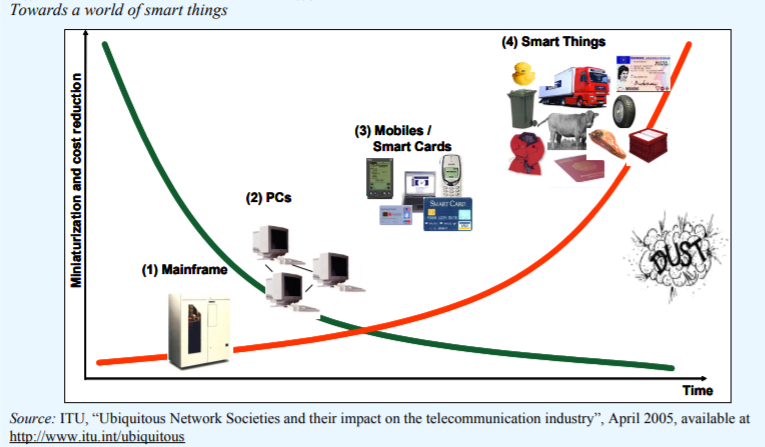 Towards a world of smart things
(4) Smart Things
(3) Mobiles /
Smart Cards
SMART CARD
(2) PCs
(1) Mainframe
DUST
Miniaturization and cost reduction
Time
Source: ITU, “Ubiquitous Network Societies and their impact on the telecommunication industry”, April 2005, available at
http://www.itu.int/ubiquitous